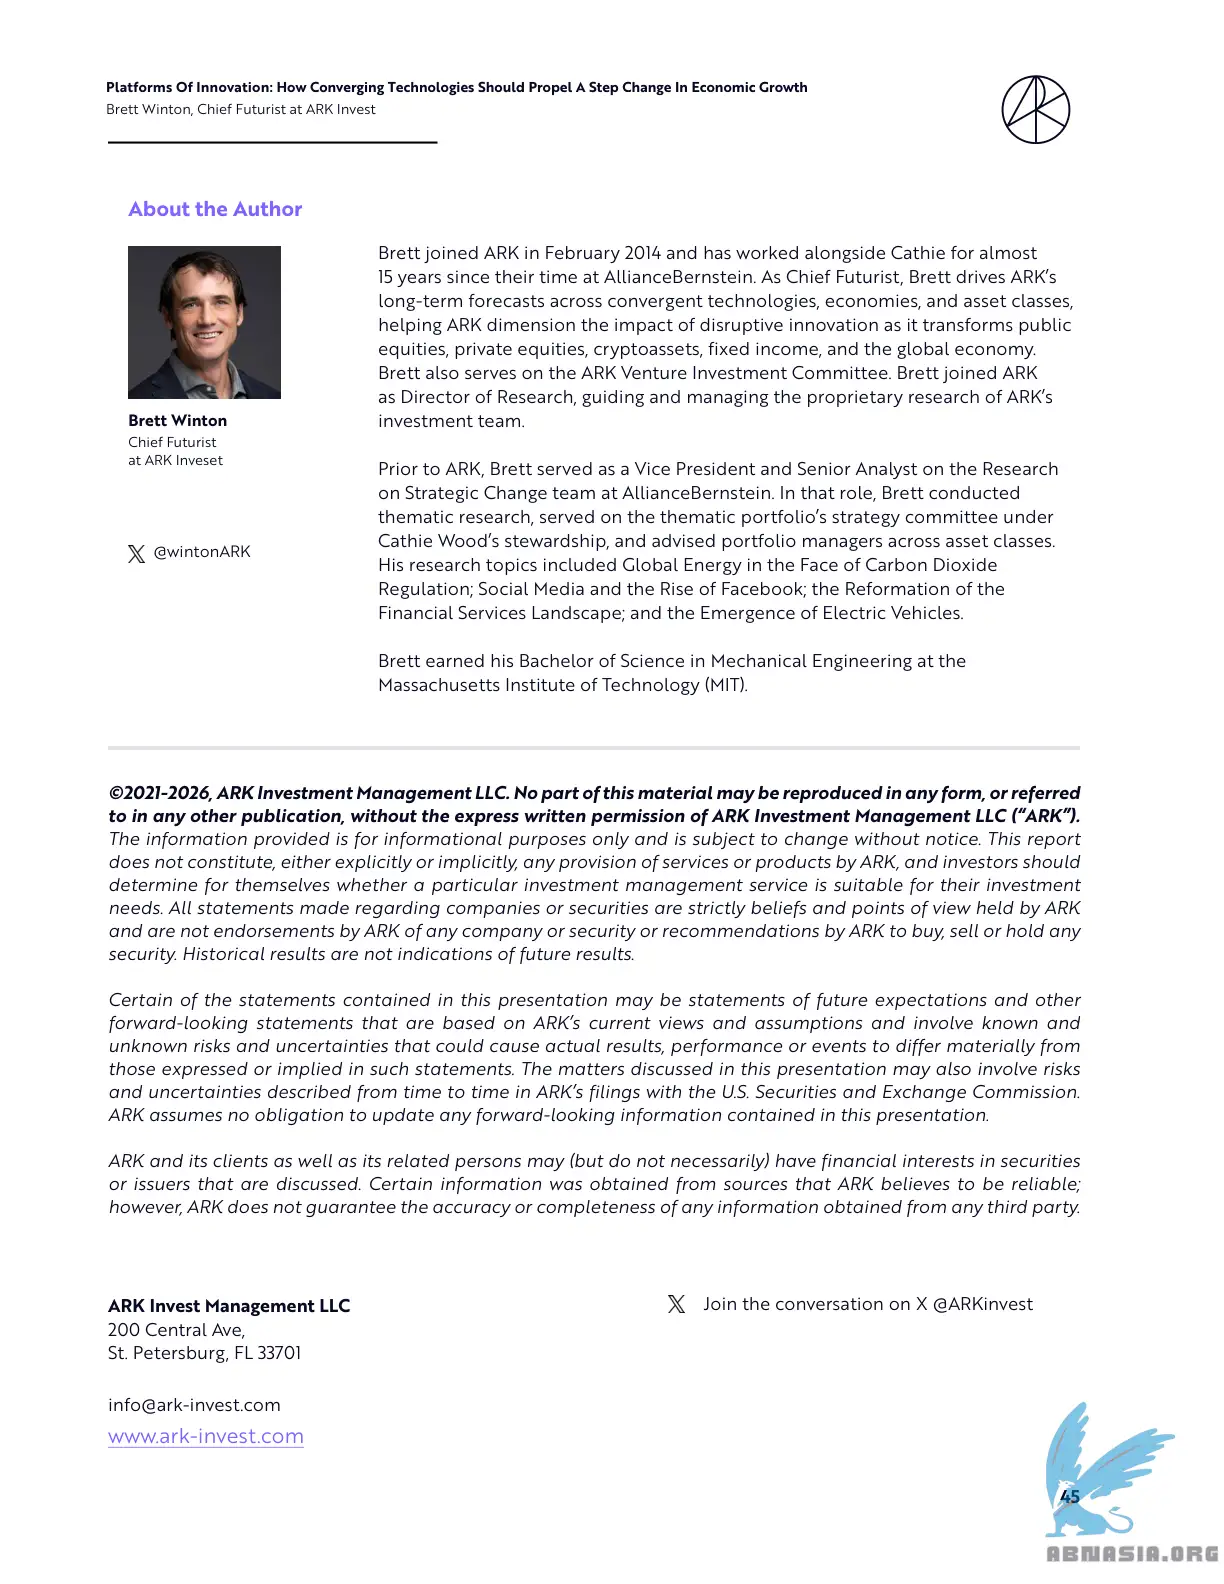 Platforms Of Innovation: How Converging Technologies Should Propel A Step Change In Economic Growth
Brett Winton, Chief Futurist at ARK Invest
About the Author
Brett Winton
Chief Futurist
at ARK Inveset
@wintonARK
Brett joined ARK in February 2014 and has worked alongside Cathie for almost
15 years since their time at AllianceBernstein. As Chief Futurist, Brett drives ARK’s
long-term forecasts across convergent technologies, economies, and asset classes,
helping ARK dimension the impact of disruptive innovation as it transforms public
equities, private equities, cryptoassets, fixed income, and the global economy.
Brett also serves on the ARK Venture Investment Committee. Brett joined ARK
as Director of Research, guiding and managing the proprietary research of ARK’s
investment team.
Prior to ARK, Brett served as a Vice President and Senior Analyst on the Research
on Strategic Change team at AllianceBernstein. In that role, Brett conducted
thematic research, served on the thematic portfolio’s strategy committee under
Cathie Wood’s stewardship, and advised portfolio managers across asset classes.
His research topics included Global Energy in the Face of Carbon Dioxide
Regulation; Social Media and the Rise of Facebook; the Reformation of the
Financial Services Landscape; and the Emergence of Electric Vehicles.
Brett earned his Bachelor of Science in Mechanical Engineering at the
Massachusetts Institute of Technology (MIT).
©2021-2026, ARK Investment Management LLC. No part of this material may be reproduced in any form, or referred
to in any other publication, without the express written permission of ARK Investment Management LLC (“ARK”).
The information provided is for informational purposes only and is subject to change without notice. This report
does not constitute, either explicitly or implicitly, any provision of services or products by ARK, and investors should
determine for themselves whether a particular investment management service is suitable for their investment
needs. All statements made regarding companies or securities are strictly beliefs and points of view held by ARK
and are not endorsements by ARK of any company or security or recommendations by ARK to buy, sell or hold any
security. Historical results are not indications of future results.
Certain of the statements contained in this presentation may be statements of future expectations and other
forward-looking statements that are based on ARK’s current views and assumptions and involve known and
unknown risks and uncertainties that could cause actual results, performance or events to differ materially from
those expressed or implied in such statements. The matters discussed in this presentation may also involve risks
and uncertainties described from time to time in ARK’s filings with the U.S. Securities and Exchange Commission.
ARK assumes no obligation to update any forward-looking information contained in this presentation.
ARK and its clients as well as its related persons may (but do not necessarily) have financial interests in securities
or issuers that are discussed. Certain information was obtained from sources that ARK believes to be reliable;
however, ARK does not guarantee the accuracy or completeness of any information obtained from any third party.
ARK Invest Management LLC
200 Central Ave,
St. Petersburg, FL 33701
info@ark-invest.com
www.ark-invest.com
Join the conversation on X @ARKinvest
45
ABNASIA.ORG